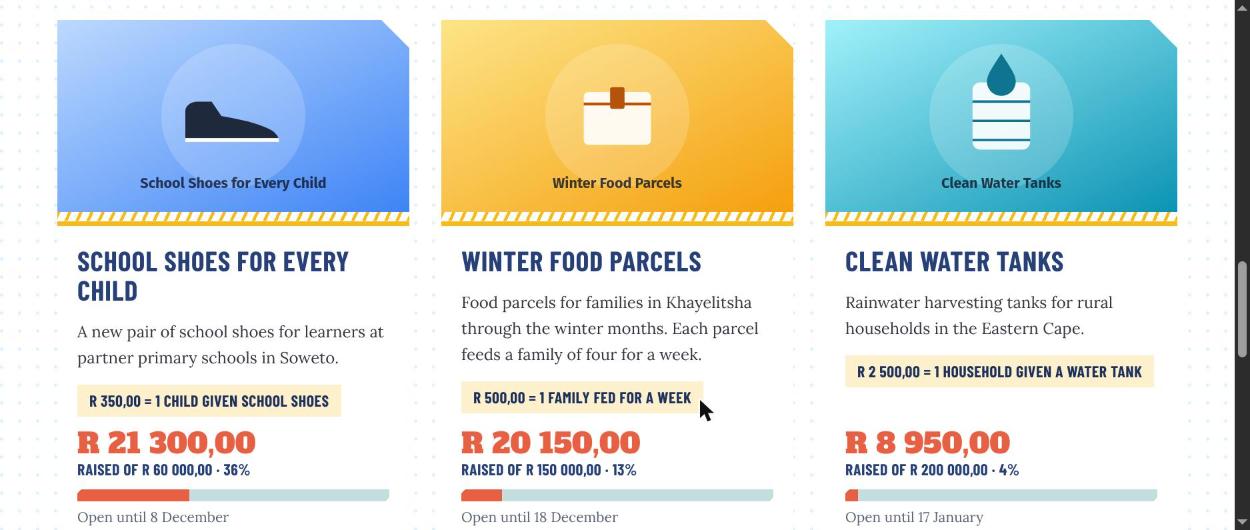 School Shoes for Every Child
SCHOOL SHOES FOR EVERY
CHILD
A new pair of school shoes for learners at
partner primary schools in Soweto.
R 350,00 = 1 CHILD GIVEN SCHOOL SHOES
R 21 300,00
RAISED OF R 60 000,00 · 36%
Open until 8 December
Winter Food Parcels
WINTER FOOD PARCELS
Food parcels for families in Khayelitsha
through the winter months. Each parcel
feeds a family of four for a week.
R 500,00 = 1 FAMILY FED FOR A WEEK
R 20 150,00
RAISED OF R 150 000,00 · 13%
Open until 18 December
Clean Water Tanks
CLEAN WATER TANKS
Rainwater harvesting tanks for rural
households in the Eastern Cape.
R 2 500,00 = 1 HOUSEHOLD GIVEN A WATER TANK
R 8 950,00
RAISED OF R 200 000,00 · 4%
Open until 17 January